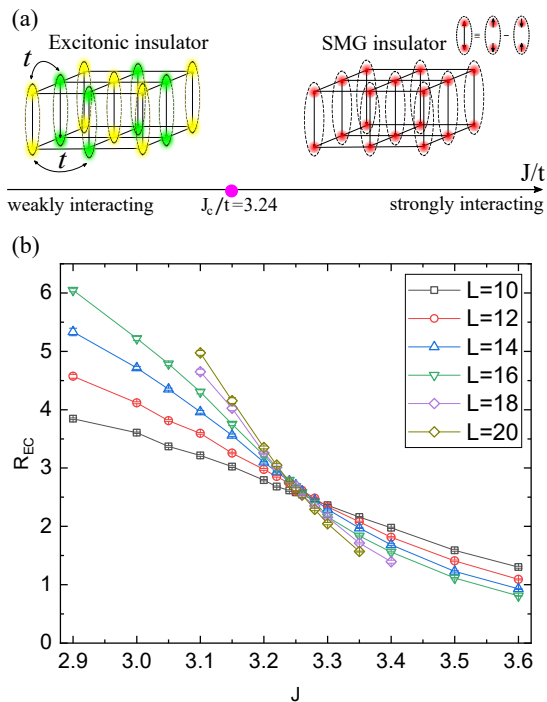 (a)
Excitonic insulator
SMG insulator
= -
t
t
J/t
weakly interacting
J_c/t=3.24
strongly interacting
(b)
6
5
4
3
2
1
0
R_EC
L=10
L=12
L=14
L=16
L=18
L=20
2.9 3.0 3.1 3.2 3.3 3.4 3.5 3.6
J